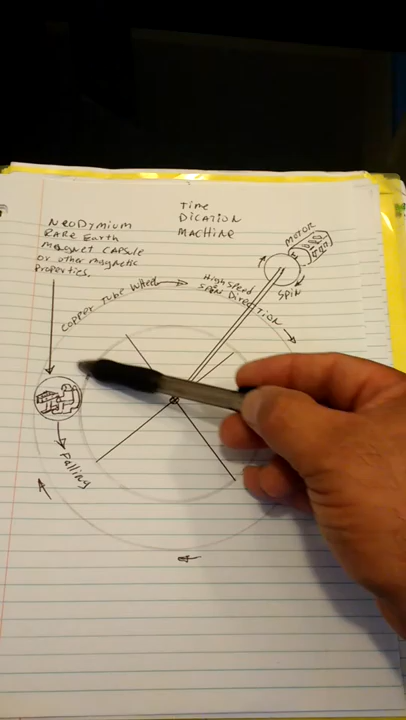 Time
DICATION
MACHINE
NEODYMIUM
RARE Earth
MAGNET CAPSULE
or other magnetic
Properties.
MOTOR
COPPER Tube Wheel
High Speed
Spin Direction
SPIN
Falling